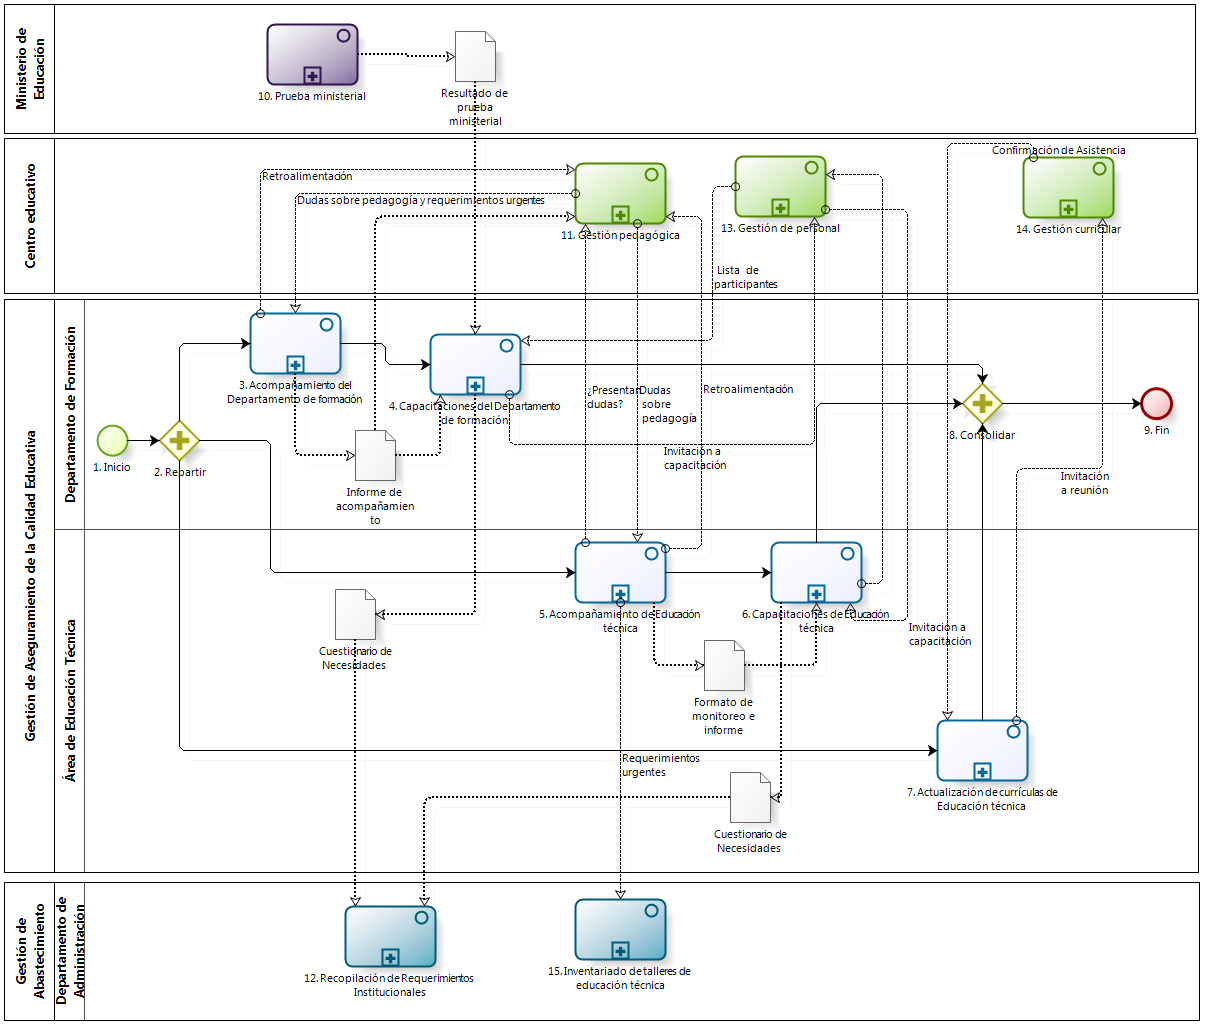 Ministerio de
Educación
10. Prueba ministerial
Resultado de
prueba
ministerial
Centro educativo
Retroalimentación
Dudas sobre pedagogía y requerimientos urgentes
11. Gestión pedagógica
13. Gestión de personal
Confirmación de Asistencia
14. Gestión curricular
Lista de
participantes
Gestión de Aseguramiento de la Calidad Educativa
Departamento de Formación
1. Inicio
2. Repartir
3. Acompañamiento del
Departamento de formación
4. Capacitaciones del Departamento
de formación
Informe de
acompañamien
to
¿Presentan
dudas?
Dudas
sobre
pedagogía
Retroalimentación
Invitación a
capacitación
8. Consolidar
9. Fin
Invitación
a reunión
Área de Educación Técnica
5. Acompañamiento de Educación
técnica
6. Capacitaciones de Educación
técnica
Invitación a
capacitación
Cuestionario de
Necesidades
Formato de
monitoreo e
informe
Requerimientos
urgentes
Cuestionario de
Necesidades
7. Actualización de currículas de
Educación técnica
Gestión de
Abastecimiento
Departamento de
Administración
12. Recopilación de Requerimientos
Institucionales
15. Inventariado de talleres de
educación técnica